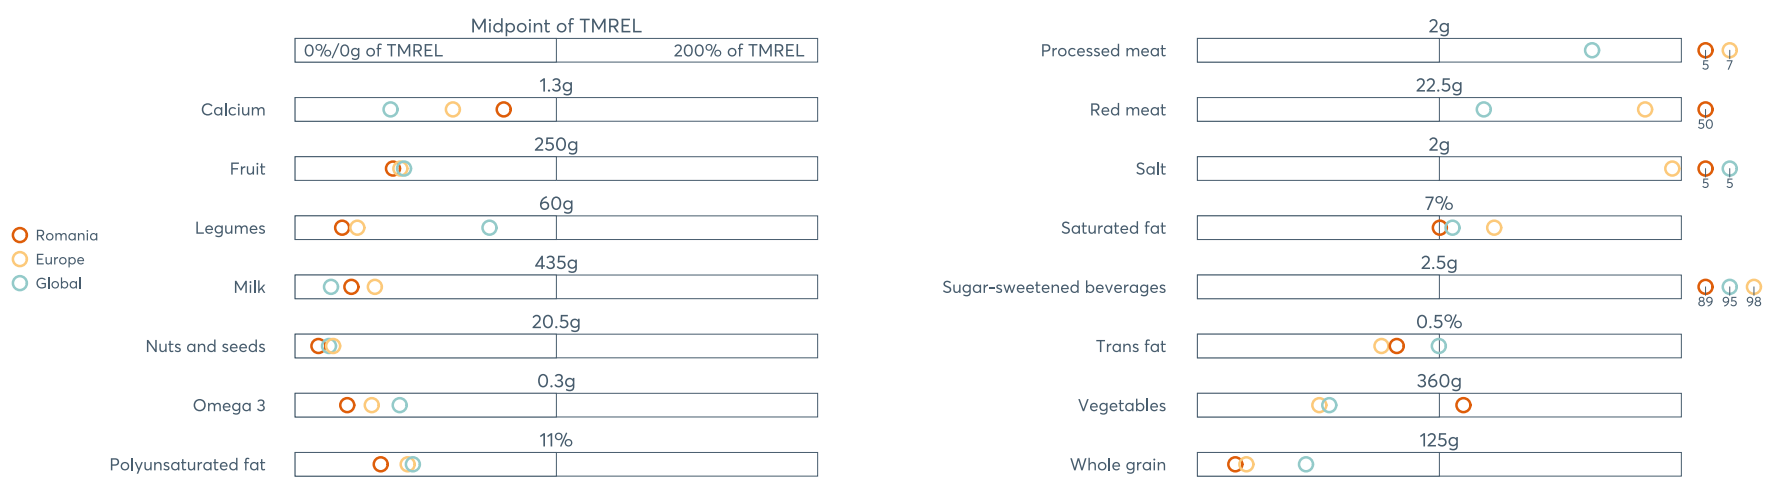 Midpoint of TMREL
0%/0g of TMREL
200% of TMREL
1.3g
Calcium
250g
Fruit
60g
Legumes
435g
Milk
20.5g
Nuts and seeds
0.3g
Omega 3
11%
Polyunsaturated fat
Romania
Europe
Global
2g
Processed meat
5 7
22.5g
Red meat
50
2g
Salt
5 5
7%
Saturated fat
2.5g
Sugar-sweetened beverages
89 95 98
0.5%
Trans fat
360g
Vegetables
125g
Whole grain